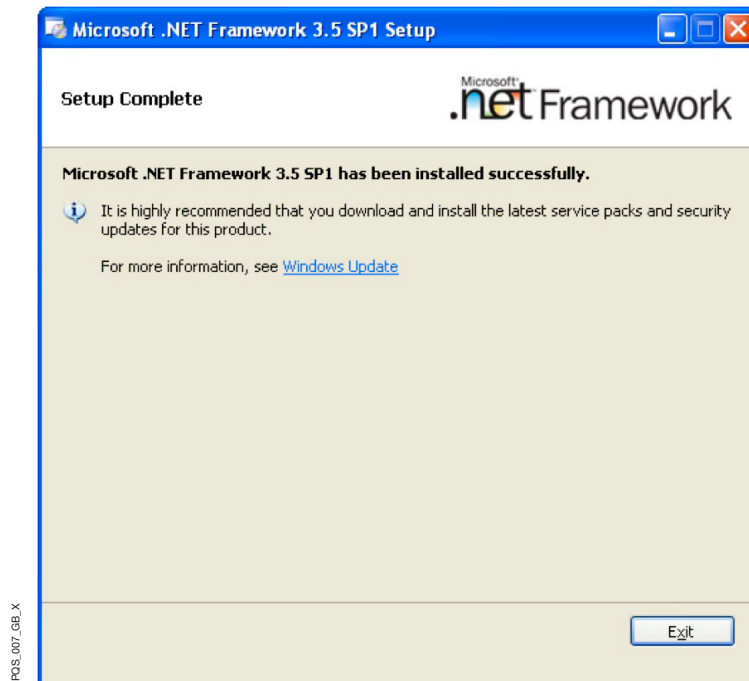 Microsoft .NET Framework 3.5 SP1 Setup
Setup Complete
Microsoft
.net Framework
Microsoft .NET Framework 3.5 SP1 has been installed successfully.
It is highly recommended that you download and install the latest service packs and security
updates for this product.
For more information, see Windows Update
Exit
PQS_007_GB_X